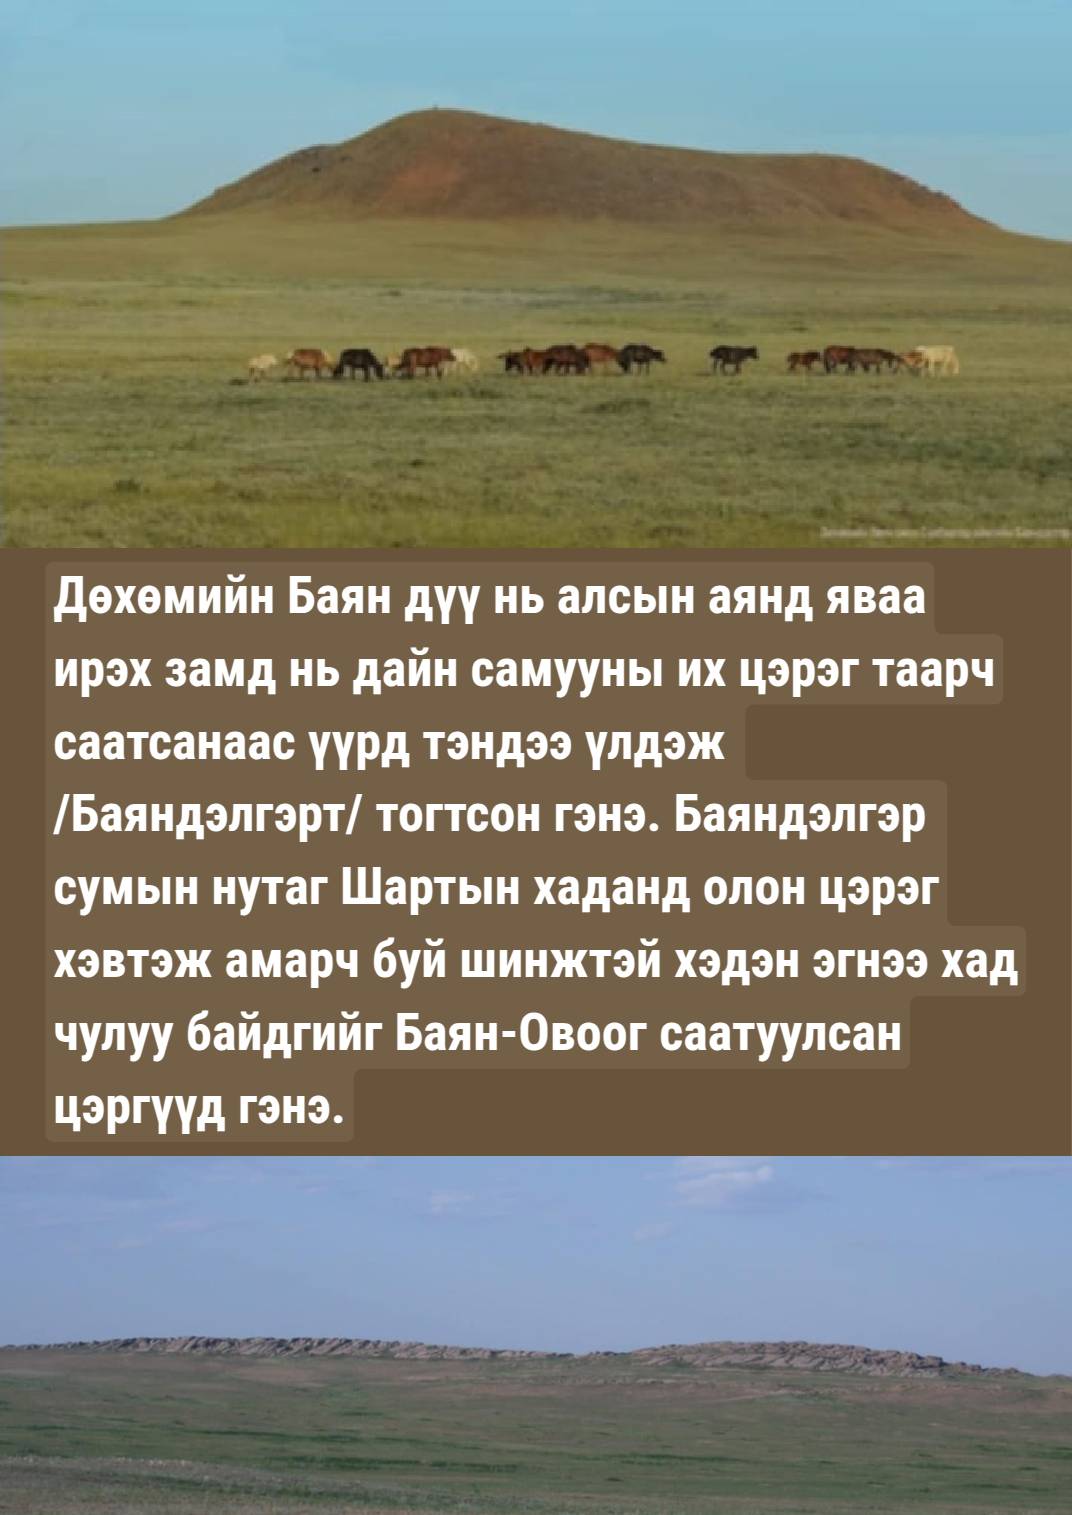 Дөхөмийн Баян дүү нь алсын аянд яваа
ирэх замд нь дайн самууны их цэрэг таарч
саатсанаас үүрд тэндээ үлдэж
/Баяндэлгэрт/ тогтсон гэнэ. Баяндэлгэр
сумын нутаг Шартын хаданд олон цэрэг
хэвтэж амарч буй шинжтэй хэдэн эгнээ хад
чулуу байдгийг Баян-Овоог саатуулсан
цэргүүд гэнэ.